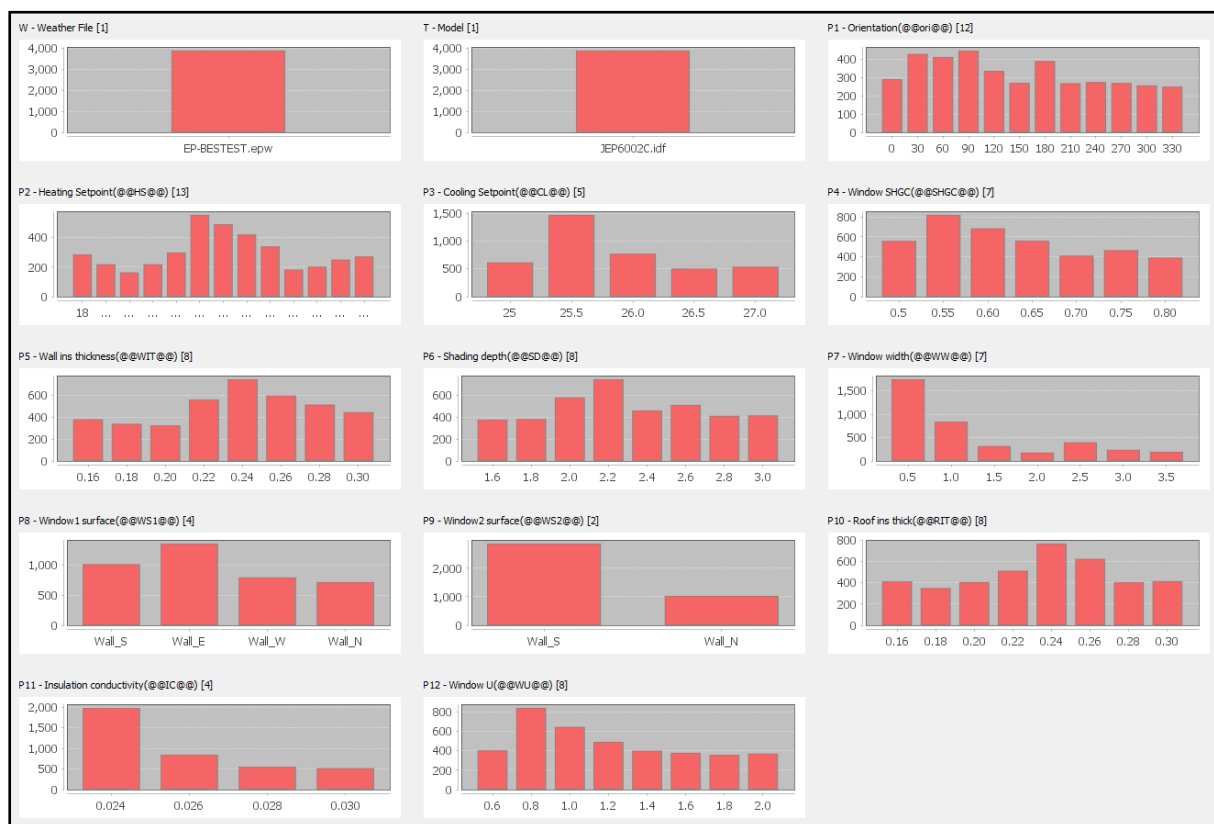 W - Weather File [1]
4,000
3,000
2,000
1,000
0
EP-BESTEST.epw
T - Model [1]
4,000
3,000
2,000
1,000
0
JEP6002C.idf
P1 - Orientation(@@ori@@) [12]
400
300
200
100
0
0 30 60 90 120 150 180 210 240 270 300 330
P2 - Heating Setpoint(@@HS@@) [13]
400
200
0
18 ... ... ... ... ... ... ... ... ... ... ... ...
P3 - Cooling Setpoint(@@CL@@) [5]
1,500
1,000
500
0
25 25.5 26.0 26.5 27.0
P4 - Window SHGC(@@SHGC@@) [7]
800
600
400
200
0
0.5 0.55 0.60 0.65 0.70 0.75 0.80
P5 - Wall ins thickness(@@WIT@@) [8]
600
400
200
0
0.16 0.18 0.20 0.22 0.24 0.26 0.28 0.30
P6 - Shading depth(@@SD@@) [8]
600
400
200
0
1.6 1.8 2.0 2.2 2.4 2.6 2.8 3.0
P7 - Window width(@@WW@@) [7]
1,500
1,000
500
0
0.5 1.0 1.5 2.0 2.5 3.0 3.5
P8 - Window1 surface(@@WS1@@) [4]
1,000
500
0
Wall_S Wall_E Wall_W Wall_N
P9 - Window2 surface(@@WS2@@) [2]
2,000
1,000
0
Wall_S Wall_N
P10 - Roof ins thick(@@RIT@@) [8]
800
600
400
200
0
0.16 0.18 0.20 0.22 0.24 0.26 0.28 0.30
P11 - Insulation conductivity(@@IC@@) [4]
2,000
1,500
1,000
500
0
0.024 0.026 0.028 0.030
P12 - Window U(@@WU@@) [8]
800
600
400
200
0
0.6 0.8 1.0 1.2 1.4 1.6 1.8 2.0